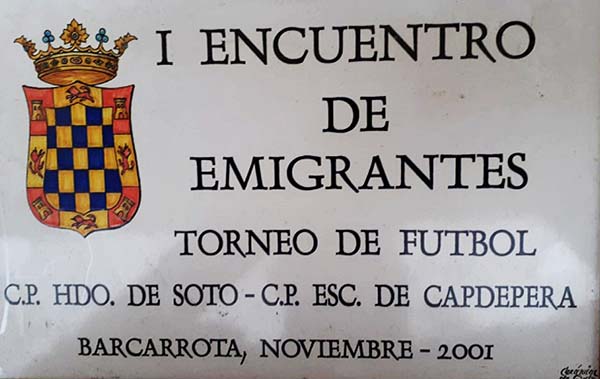 I ENCUENTRO
DE
EMIGRANTES
TORNEO DE FUTBOL
C.P. HDO. DE SOTO - C.P. ESC. DE CAPDEPERA
BARCARROTA, NOVIEMBRE - 2001